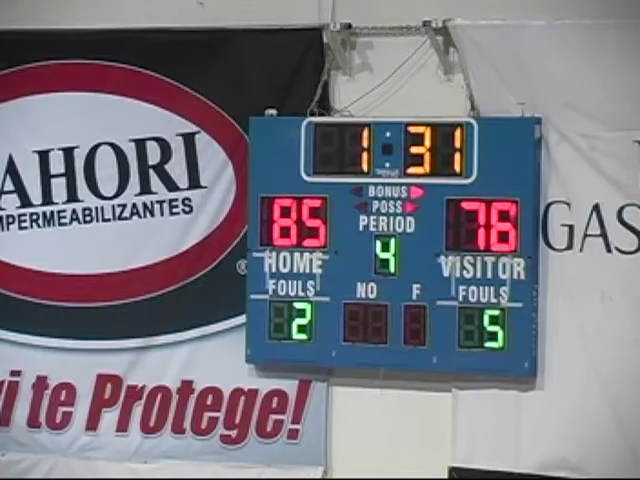 AHORI
MPERMEABILIZANTES
®
i te Protege!
1:31
BONUS
POSS
85 PERIOD 76
4
HOME VISITOR
FOULS NO F FOULS
2 5
GAS